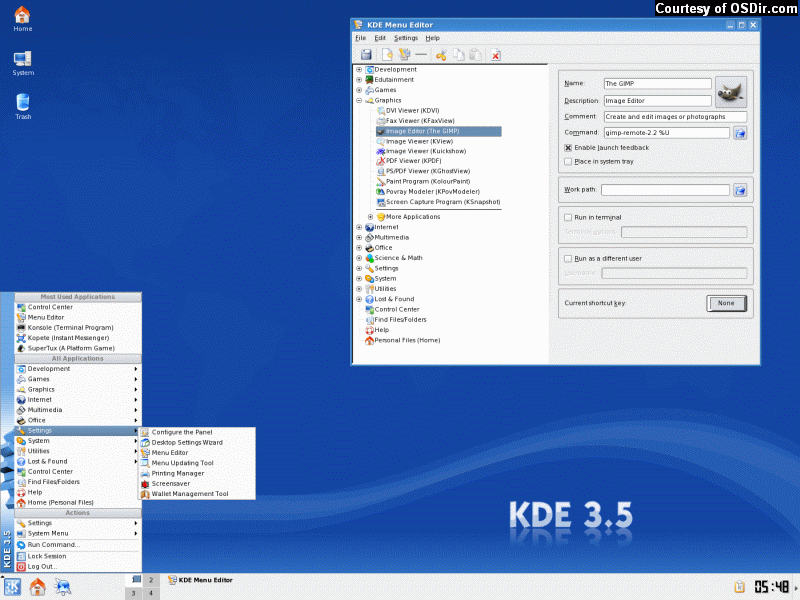 Courtesy of OSDir.com
Home
System
Trash
KDE Menu Editor
File Edit Settings Help
Development
Edutainment
Games
Graphics
DVI Viewer (KDVI)
Fax Viewer (KFaxView)
Image Editor (The GIMP)
Image Viewer (KView)
Image Viewer (Kuickshow)
PDF Viewer (KPDF)
PS/PDF Viewer (KGhostView)
Paint Program (KolourPaint)
Povray Modeler (KPovModeler)
Screen Capture Program (KSnapshot)
More Applications
Internet
Multimedia
Office
Science & Math
Settings
System
Utilities
Lost & Found
Control Center
Find Files/Folders
Help
Personal Files (Home)
Name: The GIMP
Description: Image Editor
Comment: Create and edit images or photographs
Command: gimp-remote-2.2 %U
Enable launch feedback
Place in system tray
Work path:
Run in terminal
Terminal options:
Run as a different user
Username:
Current shortcut key: None
Most Used Applications
Control Center
Menu Editor
Konsole (Terminal Program)
Kopete (Instant Messenger)
SuperTux (A Platform Game)
All Applications
Development
Games
Graphics
Internet
Multimedia
Office
Settings
System
Utilities
Lost & Found
Control Center
Find Files/Folders
Help
Home (Personal Files)
Actions
Settings
System Menu
Run Command...
Lock Session
Log Out...
KDE 3.5
Configure the Panel
Desktop Settings Wizard
Menu Editor
Menu Updating Tool
Printing Manager
Screensaver
Wallet Management Tool
KDE 3.5
2
3 4
KDE Menu Editor
05:48